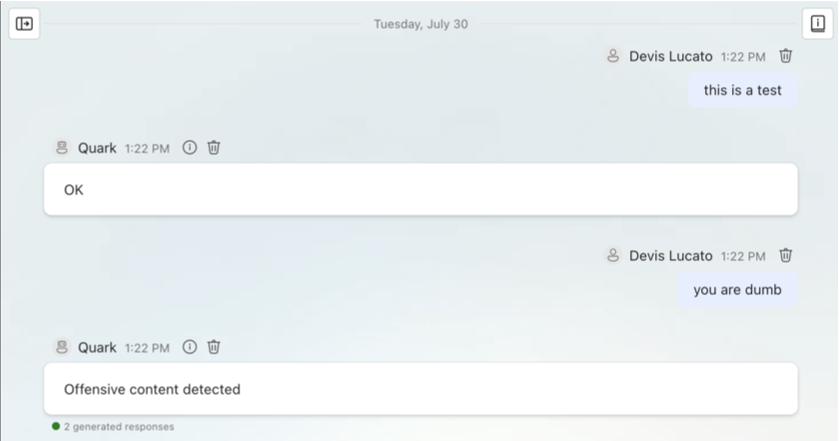 Tuesday, July 30
Devis Lucato 1:22 PM
this is a test
Quark 1:22 PM
OK
Devis Lucato 1:22 PM
you are dumb
Quark 1:22 PM
Offensive content detected
2 generated responses